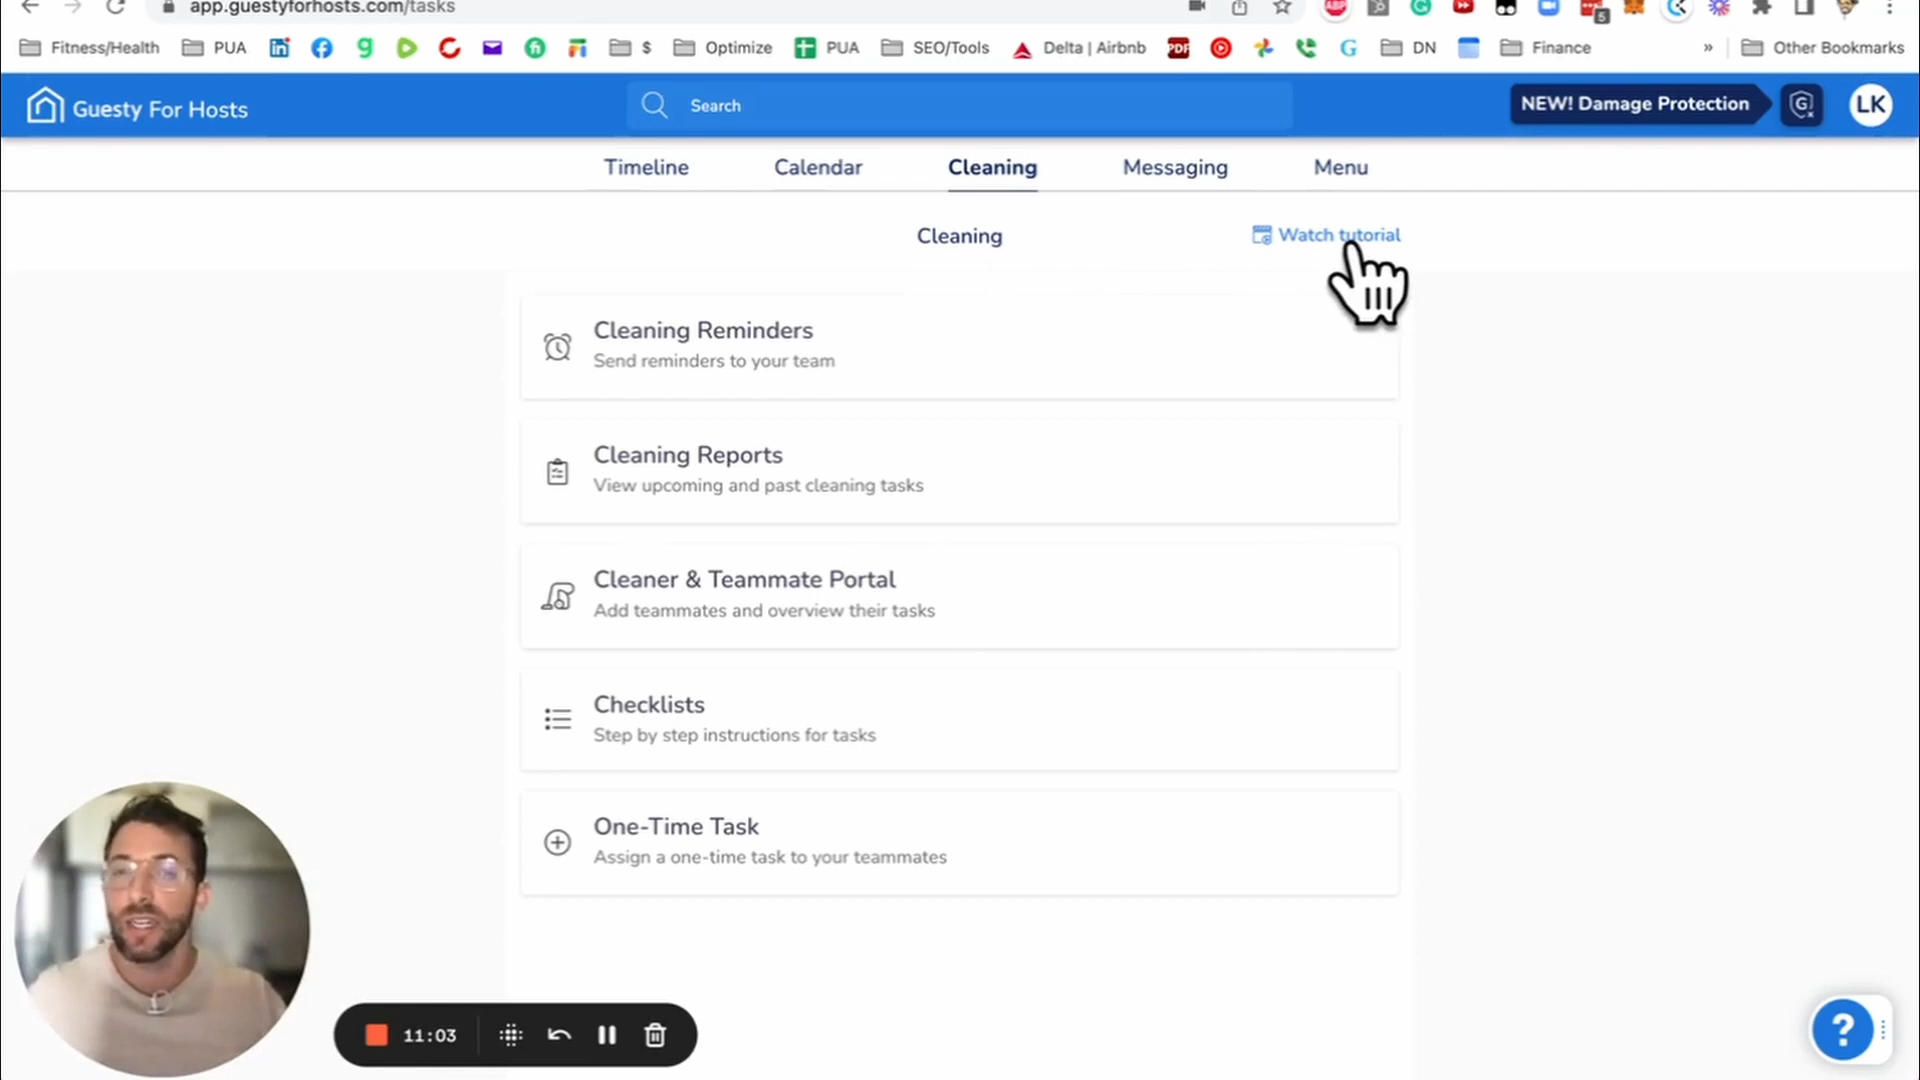 app.guestyforhosts.com/tasks
5
Fitness/Health PUA $ Optimize PUA SEO/Tools Delta | Airbnb PDF DN Finance » Other Bookmarks
Guesty For Hosts
Search
NEW! Damage Protection
LK
Timeline Calendar Cleaning Messaging Menu
Cleaning
Watch tutorial
Cleaning Reminders
Send reminders to your team
Cleaning Reports
View upcoming and past cleaning tasks
Cleaner & Teammate Portal
Add teammates and overview their tasks
Checklists
Step by step instructions for tasks
One-Time Task
Assign a one-time task to your teammates
11:03
?